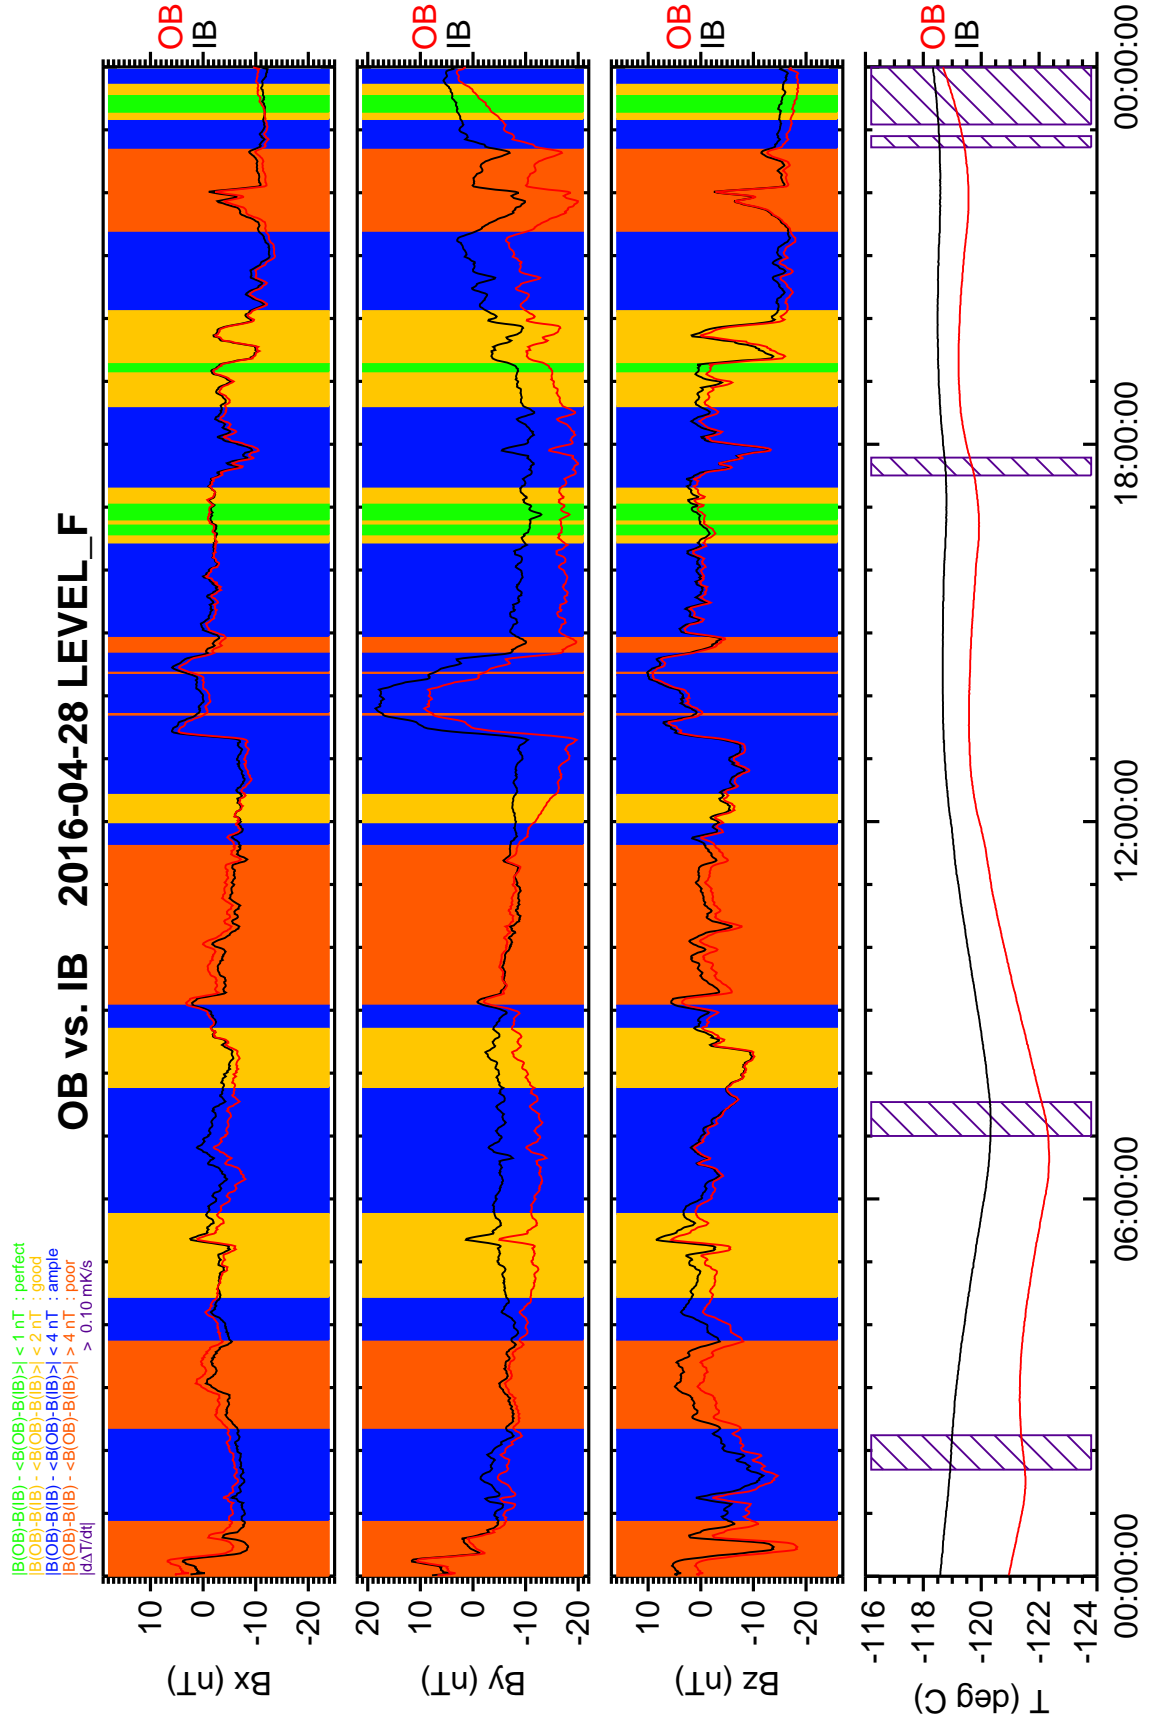 OB vs. IB 2016-04-28 LEVEL_F
|B(OB)-B(IB) - <B(OB)-B(IB)>| < 1 nT : perfect
|B(OB)-B(IB) - <B(OB)-B(IB)>| < 2 nT : good
|B(OB)-B(IB) - <B(OB)-B(IB)>| < 4 nT : ample
|B(OB)-B(IB) - <B(OB)-B(IB)>| > 4 nT : poor
|dΔT/dt| > 0.10 mK/s
Bx (nT)
10
0
-10
-20
OB
IB
By (nT)
20
10
0
-10
-20
OB
IB
Bz (nT)
10
0
-10
-20
OB
IB
T (deg C)
-116
-118
-120
-122
-124
OB
IB
00:00:00 06:00:00 12:00:00 18:00:00 00:00:00